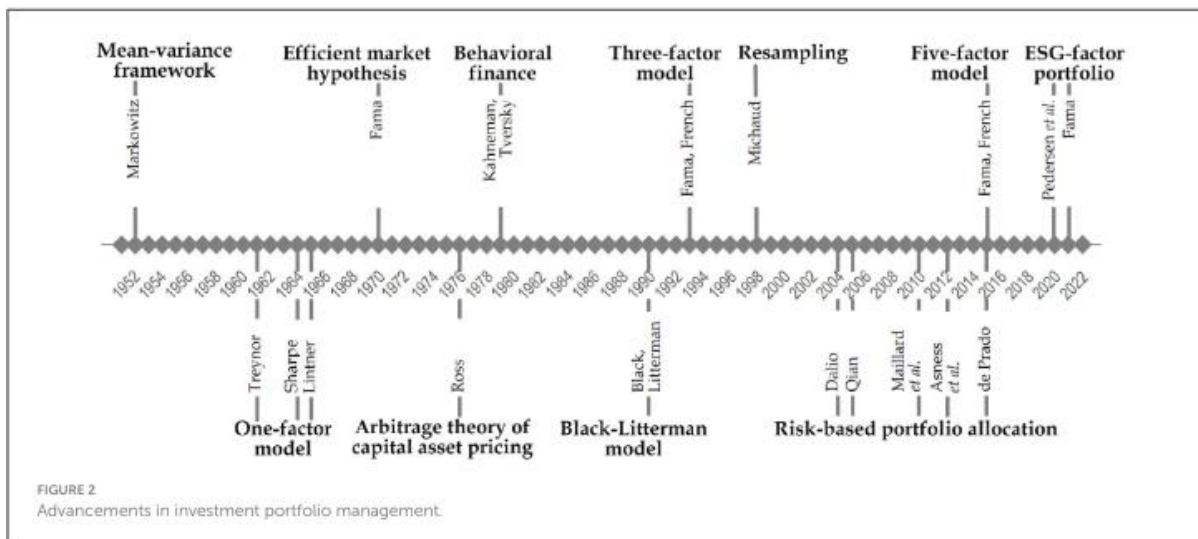 Mean-variance
framework
Efficient market
hypothesis
Behavioral
finance
Three-factor
model
Resampling
Five-factor
model
ESG-factor
portfolio
Markowitz
Fama
Kahneman,
Tversky
Fama, French
Michaud
Fama, French
Pedersen et al.
Fama
1952 1954 1956 1958 1960 1962 1964 1966 1968 1970 1972 1974 1976 1978 1980 1982 1984 1986 1988 1990 1992 1994 1996 1998 2000 2002 2004 2006 2008 2010 2012 2014 2016 2018 2020 2022
Treynor
Sharpe
Lintner
Ross
Black,
Litterman
Dalio
Qian
Maillard
et al.
Asness
et al.
de Prado
One-factor
model
Arbitrage theory of
capital asset pricing
Black-Litterman
model
Risk-based portfolio allocation
FIGURE 2
Advancements in investment portfolio management.